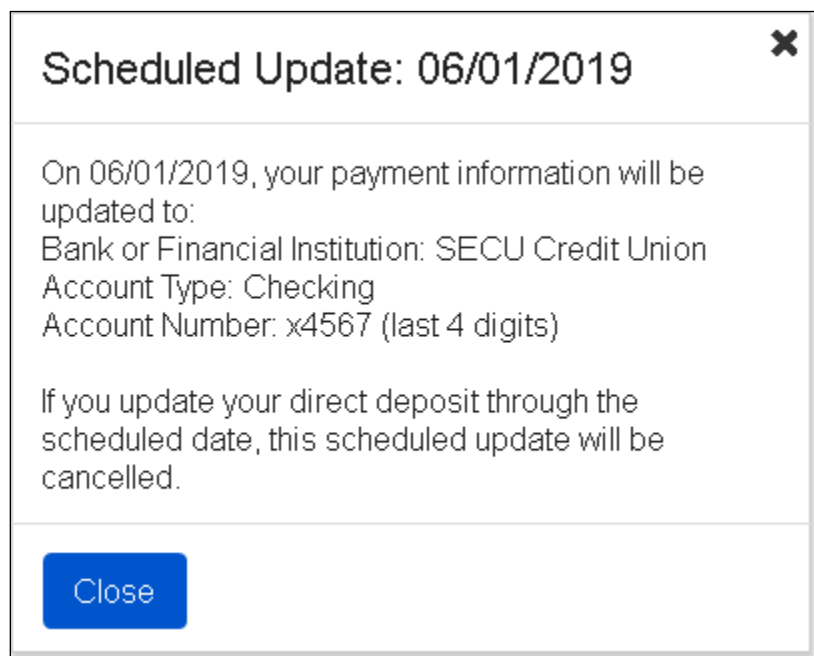 Scheduled Update: 06/01/2019
On 06/01/2019, your payment information will be
updated to:
Bank or Financial Institution: SECU Credit Union
Account Type: Checking
Account Number: x4567 (last 4 digits)
If you update your direct deposit through the
scheduled date, this scheduled update will be
cancelled.
Close